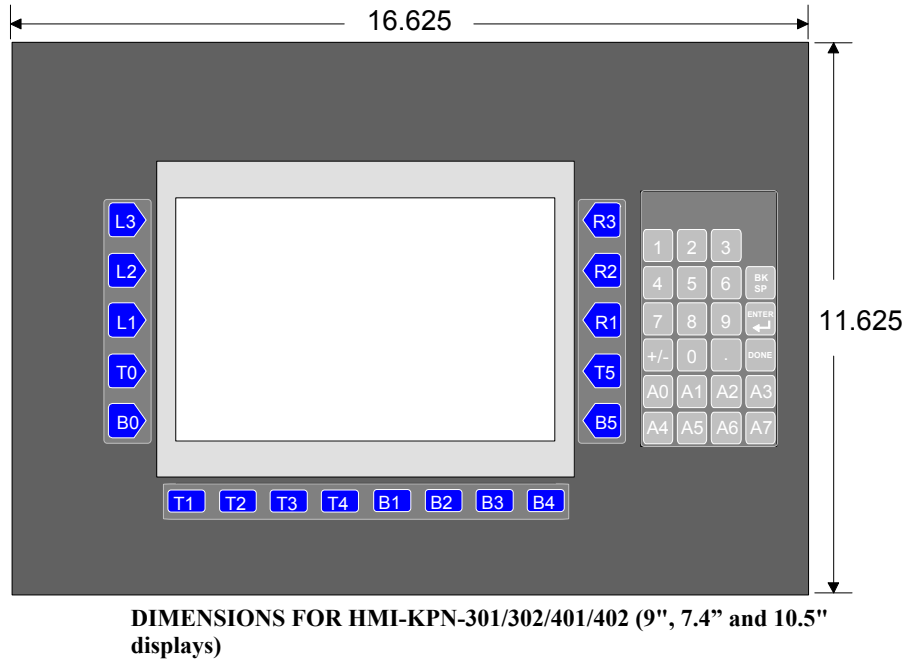 16.625
L3 R3
1 2 3
L2 R2
4 5 6 BK SP
L1 R1
7 8 9 ENTER
11.625
T0 T5
+/- 0 . DONE
A0 A1 A2 A3
B0 B5
A4 A5 A6 A7
T1 T2 T3 T4 B1 B2 B3 B4
DIMENSIONS FOR HMI-KPN-301/302/401/402 (9", 7.4” and 10.5"
displays)